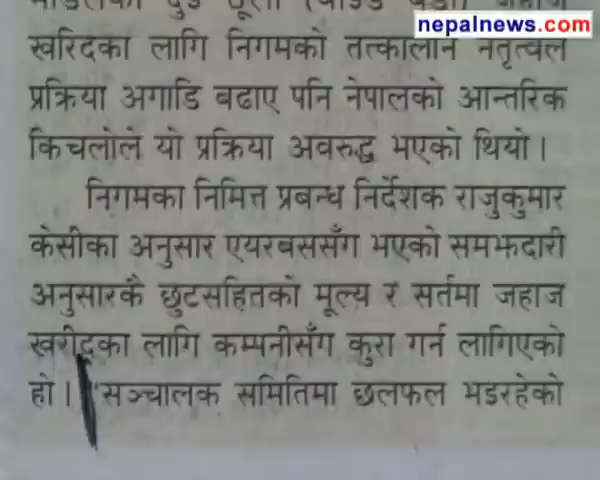 nepalnews.com
खरिदका लागि निगमको तत्कालीन नेतृत्वले
प्रक्रिया अगाडि बढाए पनि नेपालको आन्तरिक
किचलोले यो प्रक्रिया अवरुद्ध भएको थियो ।
निगमका निमित्त प्रबन्ध निर्देशक राजुकुमार
केसीका अनुसार एयरबससँग भएको समझदारी
अनुसारकै छुटसहितको मूल्य र सर्तमा जहाज
खरीदका लागि कम्पनीसँग कुरा गर्न लागिएको
हो । 'सञ्चालक समितिमा छलफल भइरहेको